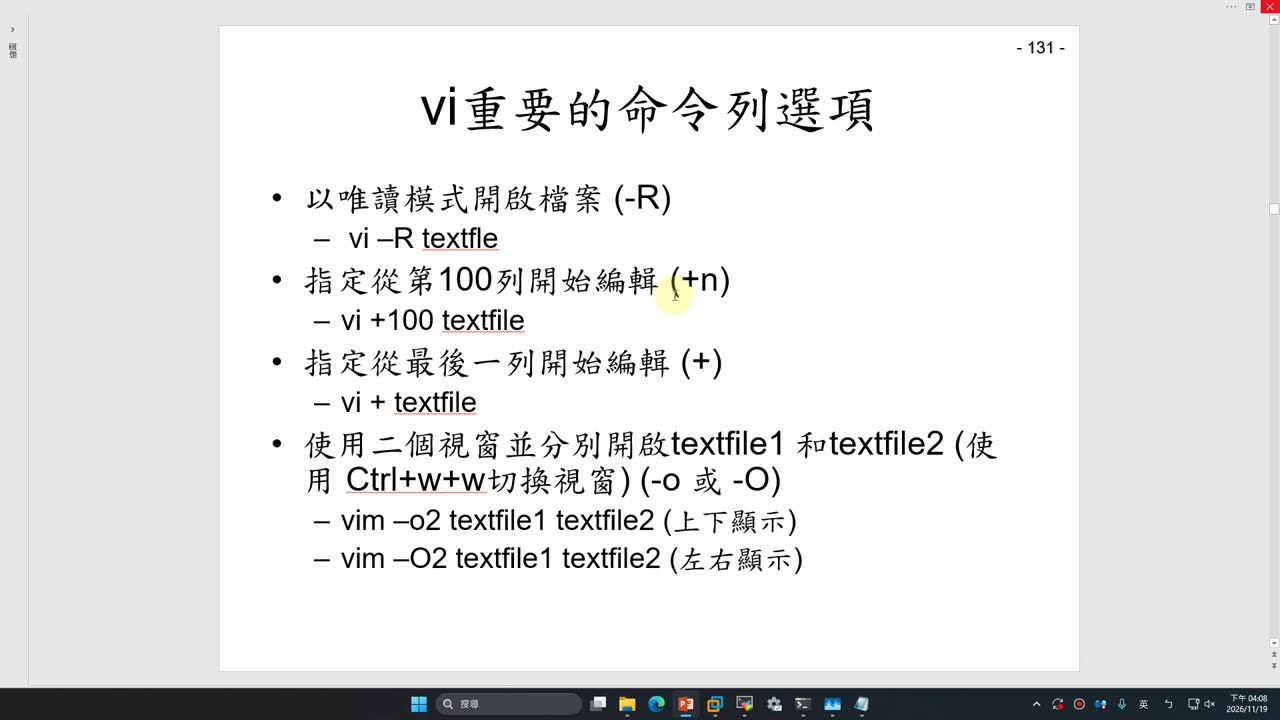 - 131 -
vi重要的命令列選項
• 以唯讀模式開啟檔案 (-R)
– vi –R textfle
• 指定從第100列開始編輯 (+n)
– vi +100 textfile
• 指定從最後一列開始編輯 (+)
– vi + textfile
• 使用二個視窗並分別開啟textfile1 和textfile2 (使
用 Ctrl+w+w切換視窗) (-o 或 -O)
– vim –o2 textfile1 textfile2 (上下顯示)
– vim –O2 textfile1 textfile2 (左右顯示)
搜尋
英
ㄅ
下午 04:08
2026/11/19